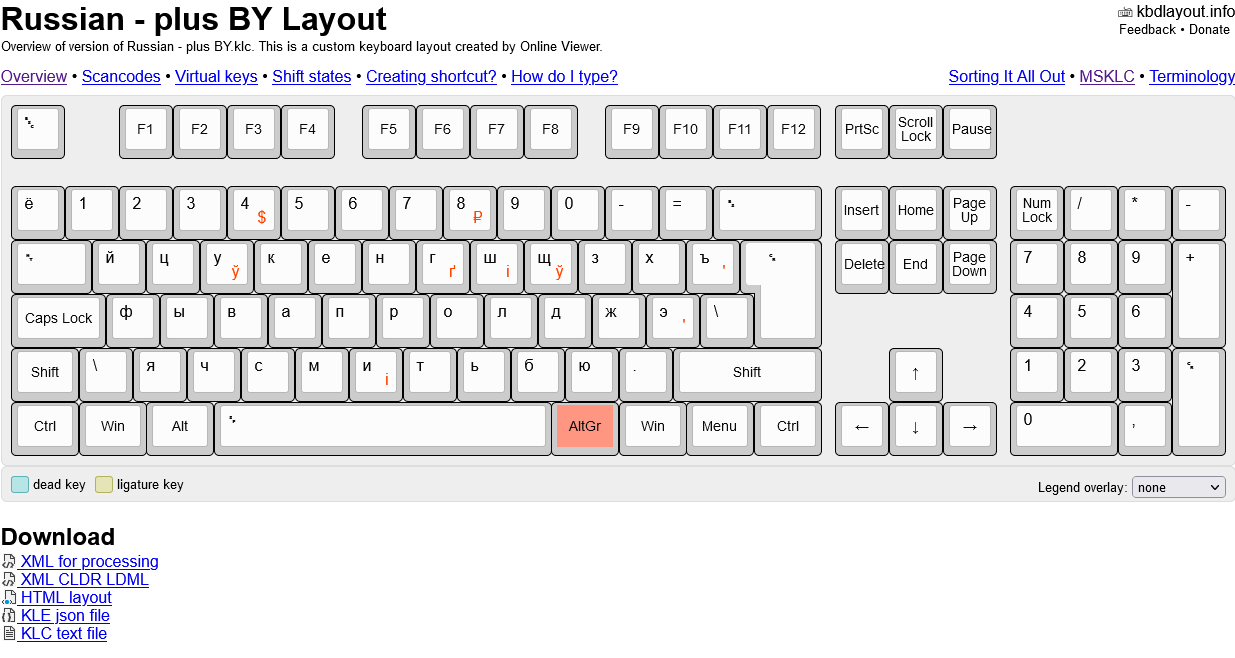 Russian - plus BY Layout
kbdlayout.info
Overview of version of Russian - plus BY.klc. This is a custom keyboard layout created by Online Viewer.
Feedback • Donate
Overview • Scancodes • Virtual keys • Shift states • Creating shortcut? • How do I type?
Sorting It All Out • MSKLC • Terminology
F1 F2 F3 F4 F5 F6 F7 F8 F9 F10 F11 F12 PrtSc Scroll Lock Pause
ё 1 2 3 4 $ 5 6 7 8 ₽ 9 0 - = Insert Home Page Up Num Lock / * -
й ц у ў к е н г ґ ш і щ ў з х ъ ' Delete End Page Down 7 8 9 +
Caps Lock ф ы в а п р о л д ж э ' \ 4 5 6
Shift \ я ч с м и і т ь б ю . Shift ↑ 1 2 3
Ctrl Win Alt AltGr Win Menu Ctrl ← ↓ → 0 ,
dead key ligature key
Legend overlay: none
Download
XML for processing
XML CLDR LDML
HTML layout
KLE json file
KLC text file